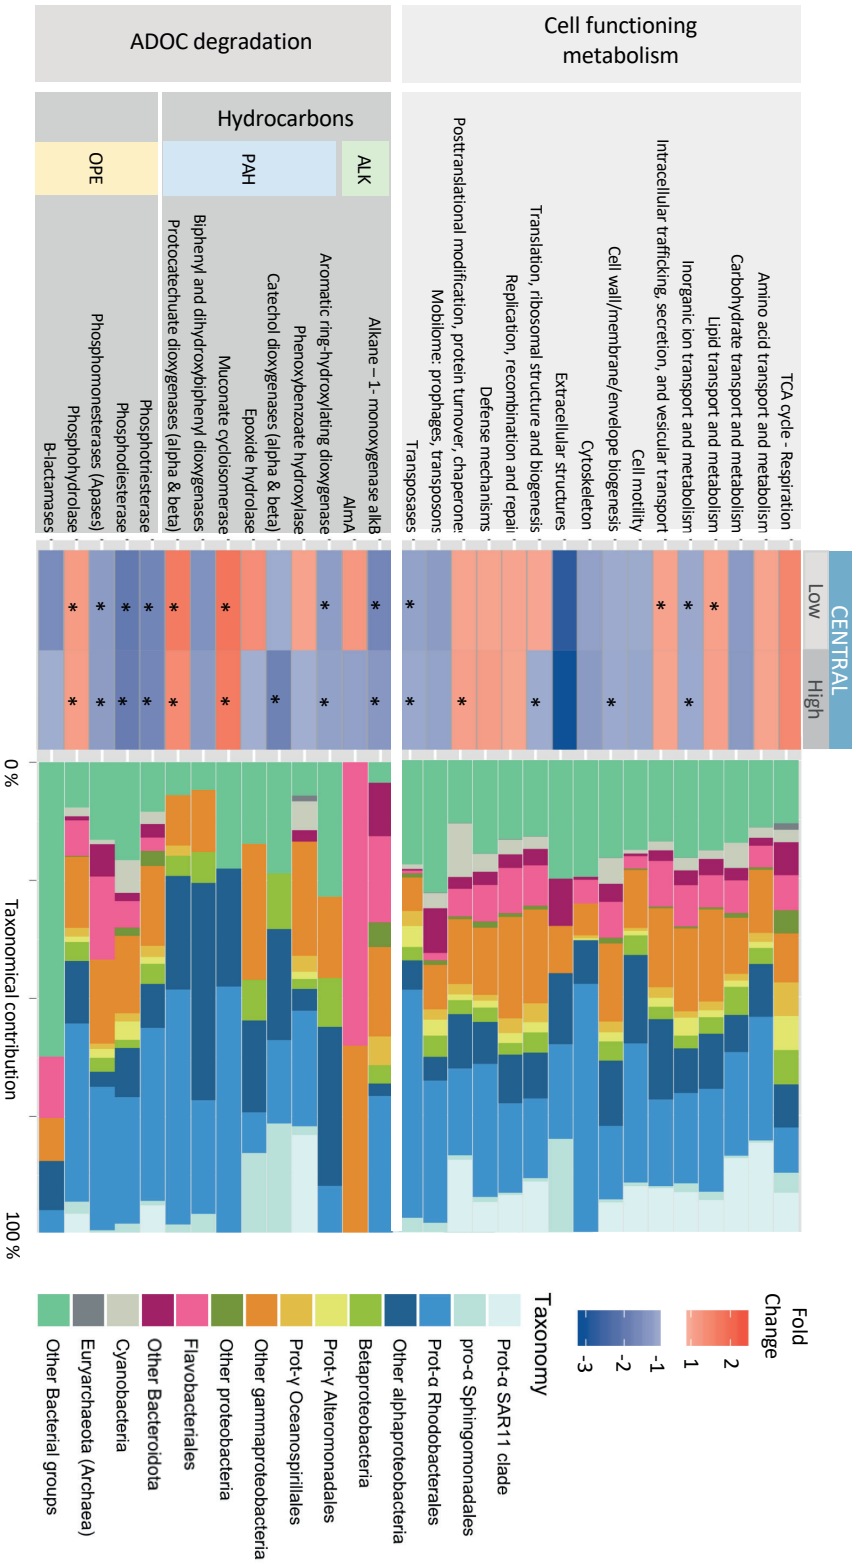 CENTRAL
Low
High
Cell functioning
metabolism
TCA cycle - Respiration
Amino acid transport and metabolism
Carbohydrate transport and metabolism
Lipid transport and metabolism
Inorganic ion transport and metabolism
Intracellular trafficking, secretion, and vesicular transport
Cell motility
Cell wall/membrane/envelope biogenesis
Cytoskeleton
Extracellular structures
Translation, ribosomal structure and biogenesis
Replication, recombination and repair
Defense mechanisms
Posttranslational modification, protein turnover, chaperone
Mobilome: prophages, transposons
Transposases
ADOC degradation
Hydrocarbons
ALK
PAH
OPE
Alkane – 1- monoxygenase alkB
AlmA
Aromatic ring-hydroxylating dioxygenase
Phenoxybenzoate hydroxylase
Catechol dioxygenases (alpha & beta)
Epoxide hydrolase
Muconate cycloisomerase
Biphenyl and dihydroxybiphenyl dioxygenases
Protocatechuate dioxygenases (alpha & beta)
Phosphotriesterase
Phosphodiesterase
Phosphomonesterases (Apases)
Phosphohydrolase
B-lactamases
* *
*
* *
*
*
*
* *
* *
* *
*
* *
* *
* *
* *
* *
* *
0 %
Taxonomical contribution
100 %
Fold
Change
1
2
-3
-2
-1
Taxonomy
Prot-α SAR11 clade
pro-α Sphingomonadales
Prot-α Rhodobacterales
Other alphaproteobacteria
Betaproteobacteria
Prot-γ Alteromonadales
Prot-γ Oceanospirillales
Other gammaproteobacteria
Other proteobacteria
Flavobacteriales
Other Bacteroidota
Cyanobacteria
Euryarchaeota (Archaea)
Other Bacterial groups